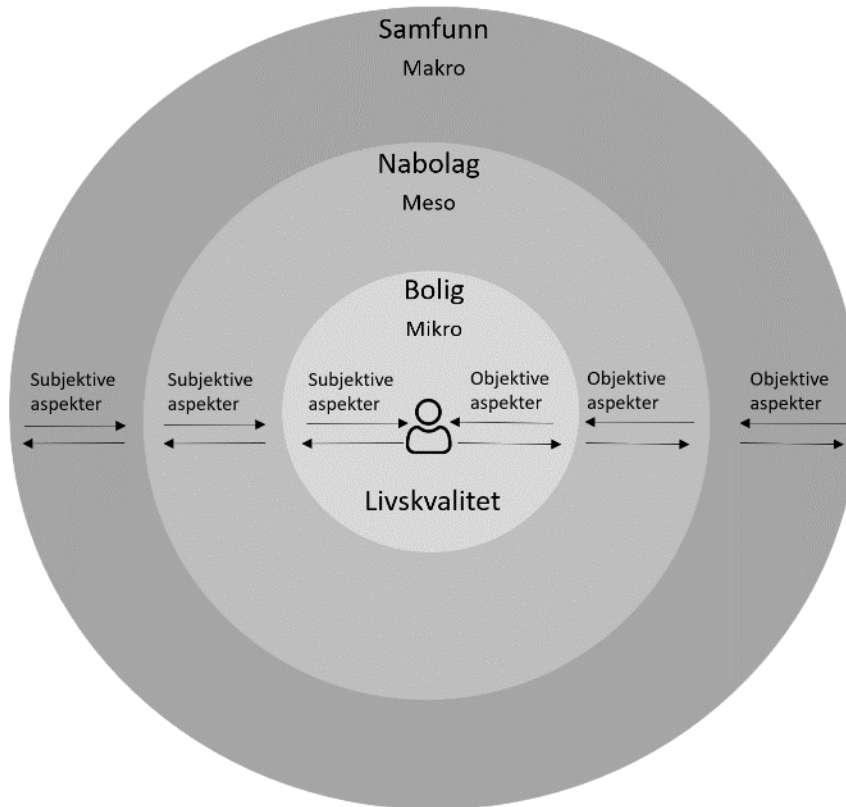 Samfunn
Makro
Nabolag
Meso
Bolig
Mikro
Subjektive
aspekter
Subjektive
aspekter
Subjektive
aspekter
Objektive
aspekter
Objektive
aspekter
Objektive
aspekter
Livskvalitet